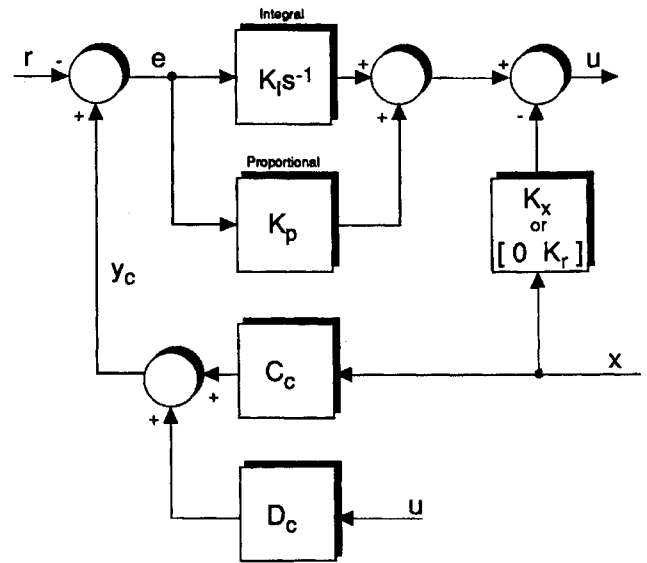 Integral
r - e K_I s^-1 + + u
+ + -
Proportional
K_p
K_x
or
[ 0 K_r ]
y_c
C_c
x
+
+
D_c
u